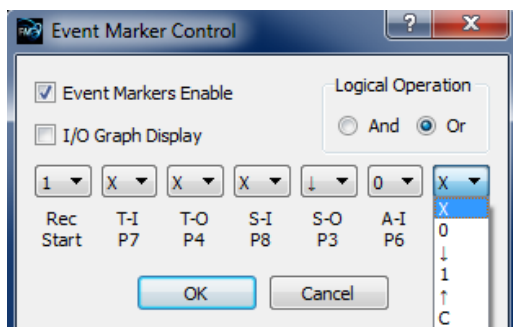 Event Marker Control
?
X
Event Markers Enable
I/O Graph Display
Logical Operation
And Or
1 X X X ↓ 0 X
Rec Start
T-I P7
T-O P4
S-I P8
S-O P3
A-I P6
X
0
↓
1
↑
C
OK Cancel